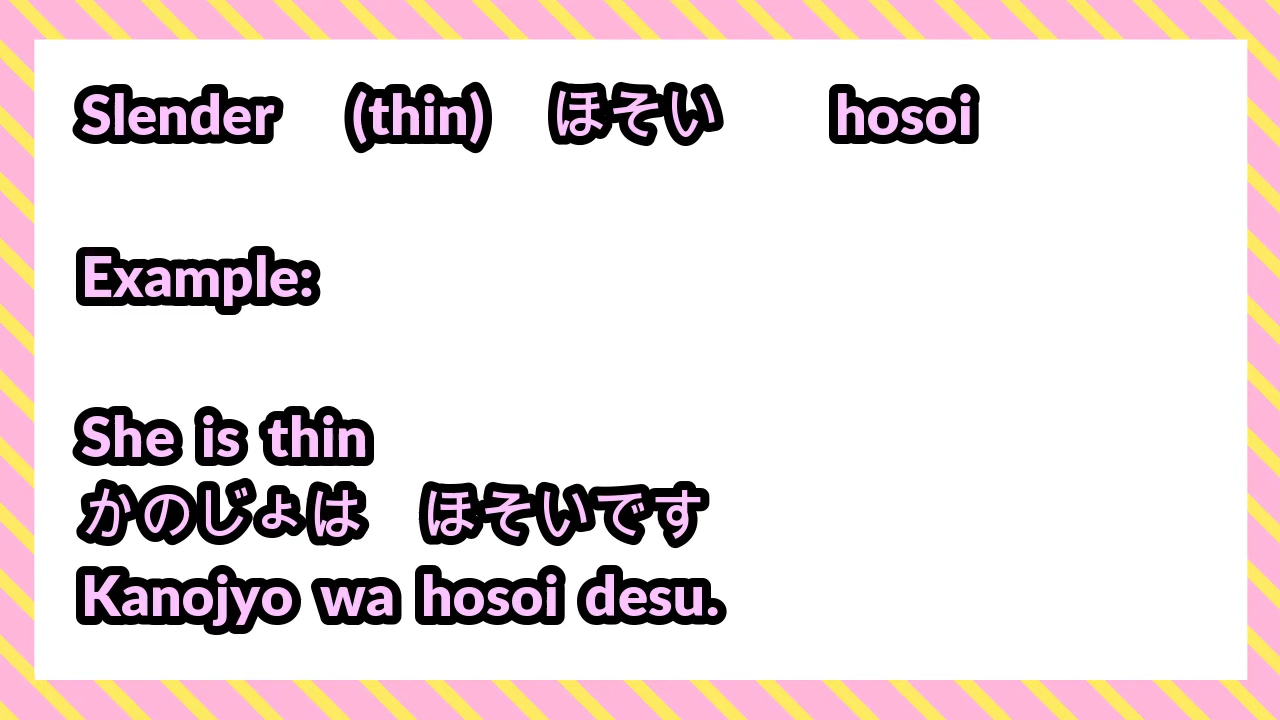 Slender (thin) ほそい hosoi
Example:
She is thin
かのじょは ほそいです
Kanojyo wa hosoi desu.